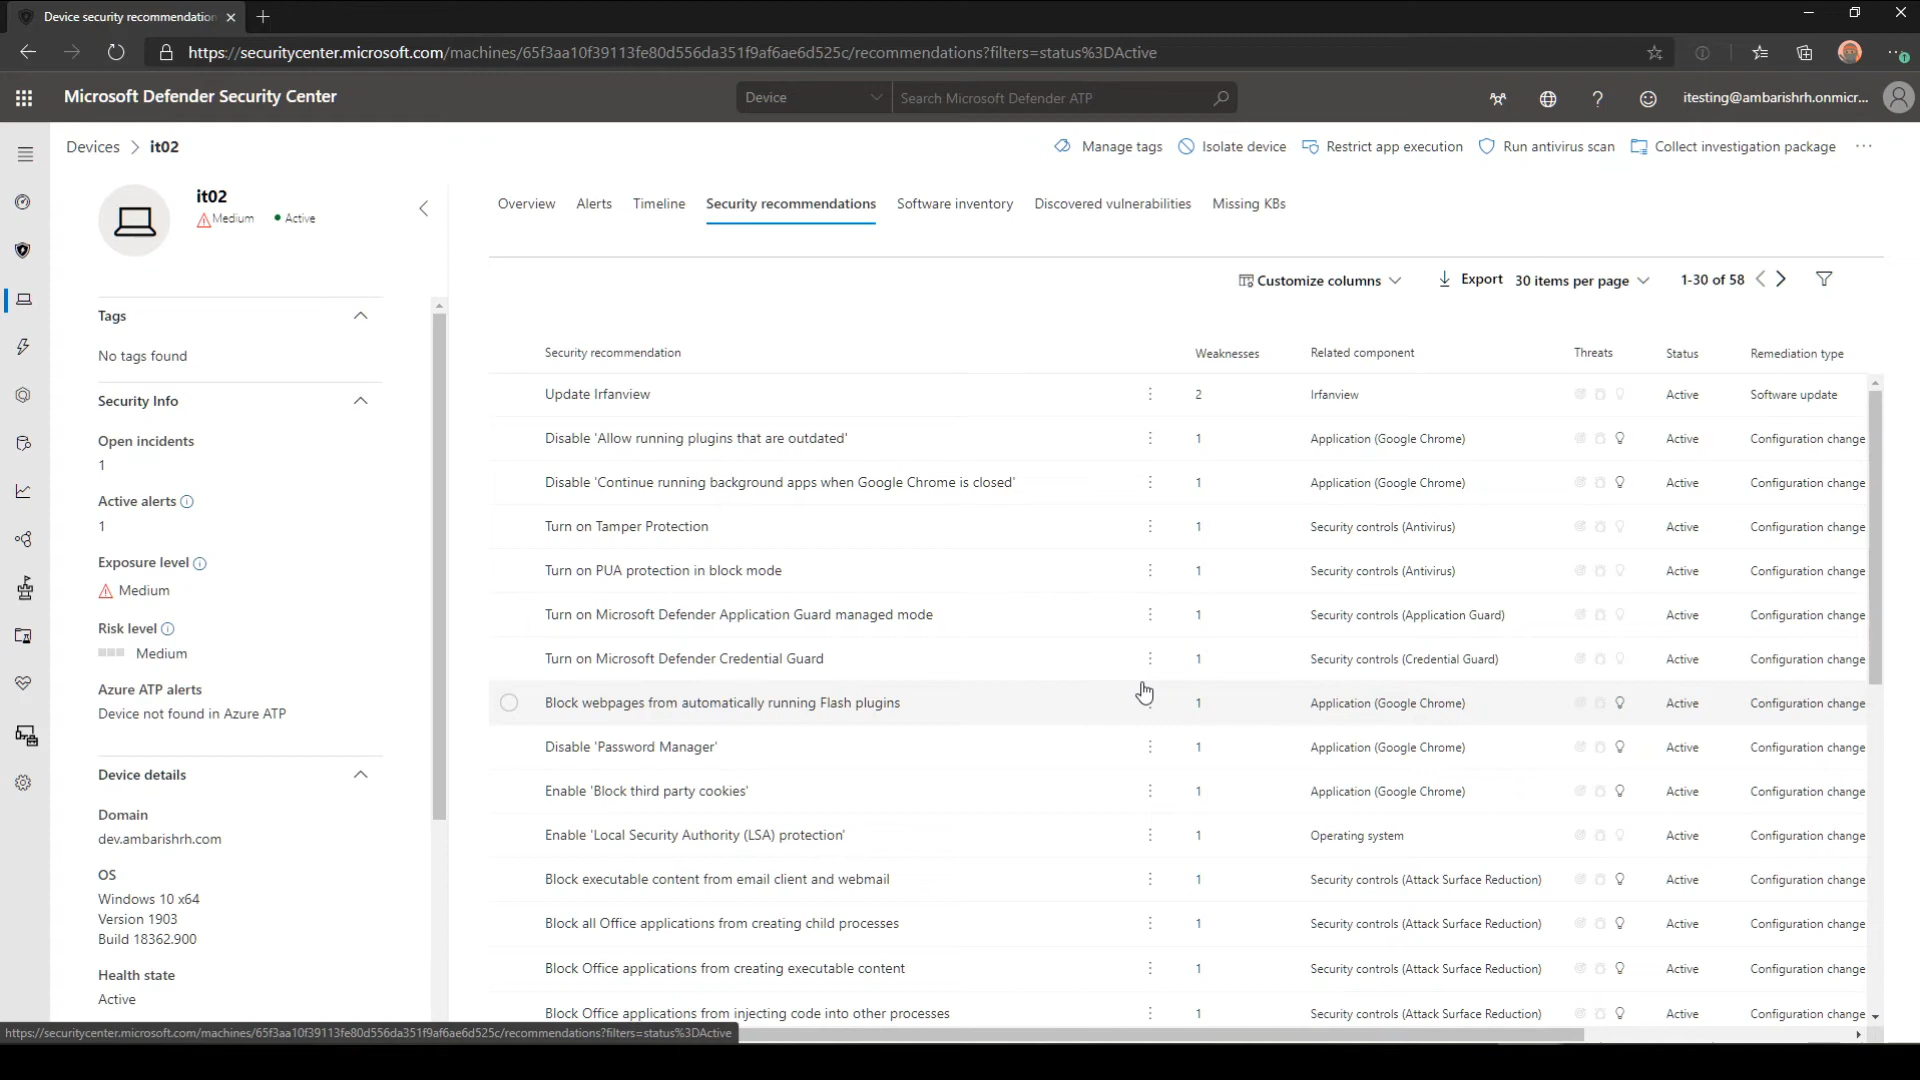 Device security recommendation
https://securitycenter.microsoft.com/machines/65f3aa10f39113fe80d556da351f9af6ae6d525c/recommendations?filters=status%3DActive
Microsoft Defender Security Center
Device
Search Microsoft Defender ATP
itesting@ambarishrh.onmicr...
Devices > it02
Manage tags
Isolate device
Restrict app execution
Run antivirus scan
Collect investigation package
it02
Medium
Active
Tags
No tags found
Security Info
Open incidents
1
Active alerts
1
Exposure level
Medium
Risk level
Medium
Azure ATP alerts
Device not found in Azure ATP
Device details
Domain
dev.ambarishrh.com
OS
Windows 10 x64
Version 1903
Build 18362.900
Health state
Active
Overview Alerts Timeline Security recommendations Software inventory Discovered vulnerabilities Missing KBs
Customize columns Export 30 items per page 1-30 of 58
Security recommendation Weaknesses Related component Threats Status Remediation type
Update Irfanview 2 Irfanview Active Software update
Disable 'Allow running plugins that are outdated' 1 Application (Google Chrome) Active Configuration change
Disable 'Continue running background apps when Google Chrome is closed' 1 Application (Google Chrome) Active Configuration change
Turn on Tamper Protection 1 Security controls (Antivirus) Active Configuration change
Turn on PUA protection in block mode 1 Security controls (Antivirus) Active Configuration change
Turn on Microsoft Defender Application Guard managed mode 1 Security controls (Application Guard) Active Configuration change
Turn on Microsoft Defender Credential Guard 1 Security controls (Credential Guard) Active Configuration change
Block webpages from automatically running Flash plugins 1 Application (Google Chrome) Active Configuration change
Disable 'Password Manager' 1 Application (Google Chrome) Active Configuration change
Enable 'Block third party cookies' 1 Application (Google Chrome) Active Configuration change
Enable 'Local Security Authority (LSA) protection' 1 Operating system Active Configuration change
Block executable content from email client and webmail 1 Security controls (Attack Surface Reduction) Active Configuration change
Block all Office applications from creating child processes 1 Security controls (Attack Surface Reduction) Active Configuration change
Block Office applications from creating executable content 1 Security controls (Attack Surface Reduction) Active Configuration change
Block Office applications from injecting code into other processes 1 Security controls (Attack Surface Reduction) Active Configuration change
https://securitycenter.microsoft.com/machines/65f3aa10f39113fe80d556da351f9af6ae6d525c/recommendations?filters=status%3DActive